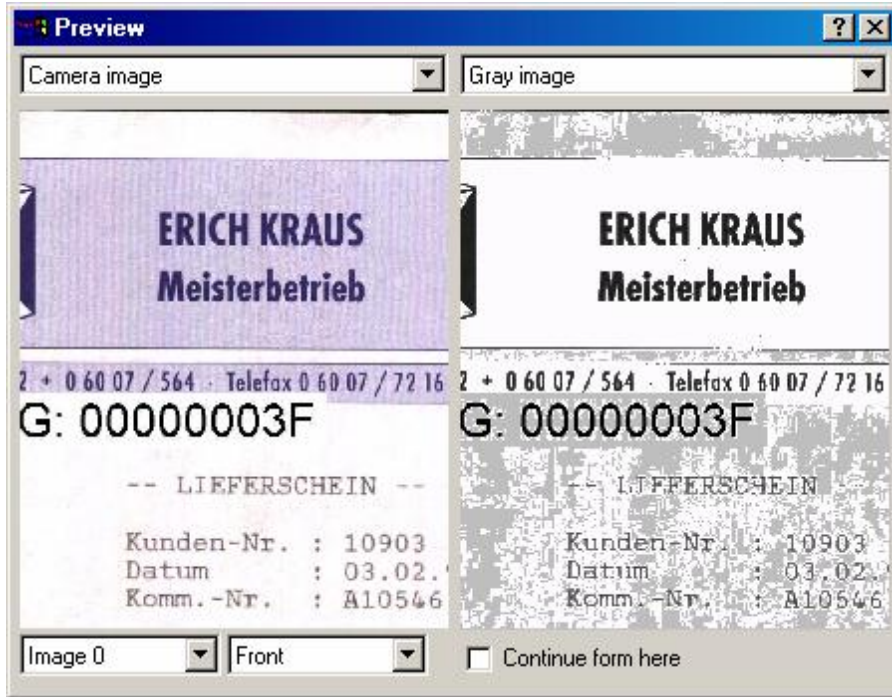 Preview
Camera image
Gray image
ERICH KRAUS
Meisterbetrieb
2 + 0 60 07 / 564 · Telefax 0 60 07 / 72 16
G: 00000003F
-- LIEFERSCHEIN --
Kunden-Nr. : 10903
Datum : 03.02.
Komm.-Nr. : A10546
ERICH KRAUS
Meisterbetrieb
2 + 0 60 07 / 564 · Telefax 0 60 07 / 72 16
G: 00000003F
-- LIEFERSCHEIN --
Kunden-Nr. : 10903
Datum : 03.02.
Komm.-Nr. : A10546
Image 0
Front
Continue form here